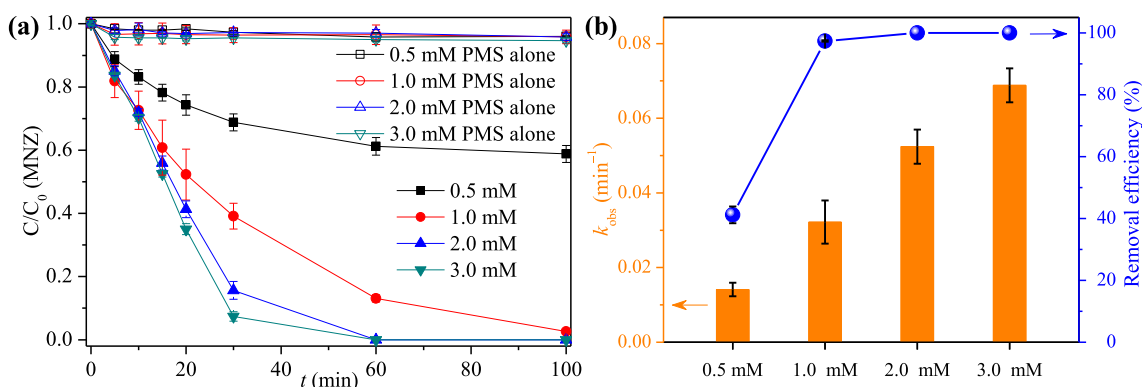 (a)
1.0
0.8
0.6
0.4
0.2
0.0
C/C0 (MNZ)
0.5 mM PMS alone
1.0 mM PMS alone
2.0 mM PMS alone
3.0 mM PMS alone
0.5 mM
1.0 mM
2.0 mM
3.0 mM
0 20 40 60 80 100
t (min)
(b)
0.08
0.06
0.04
0.02
0.00
kobs (min−1)
100
80
60
40
20
0
Removal efficiency (%)
0.5 mM 1.0 mM 2.0 mM 3.0 mM